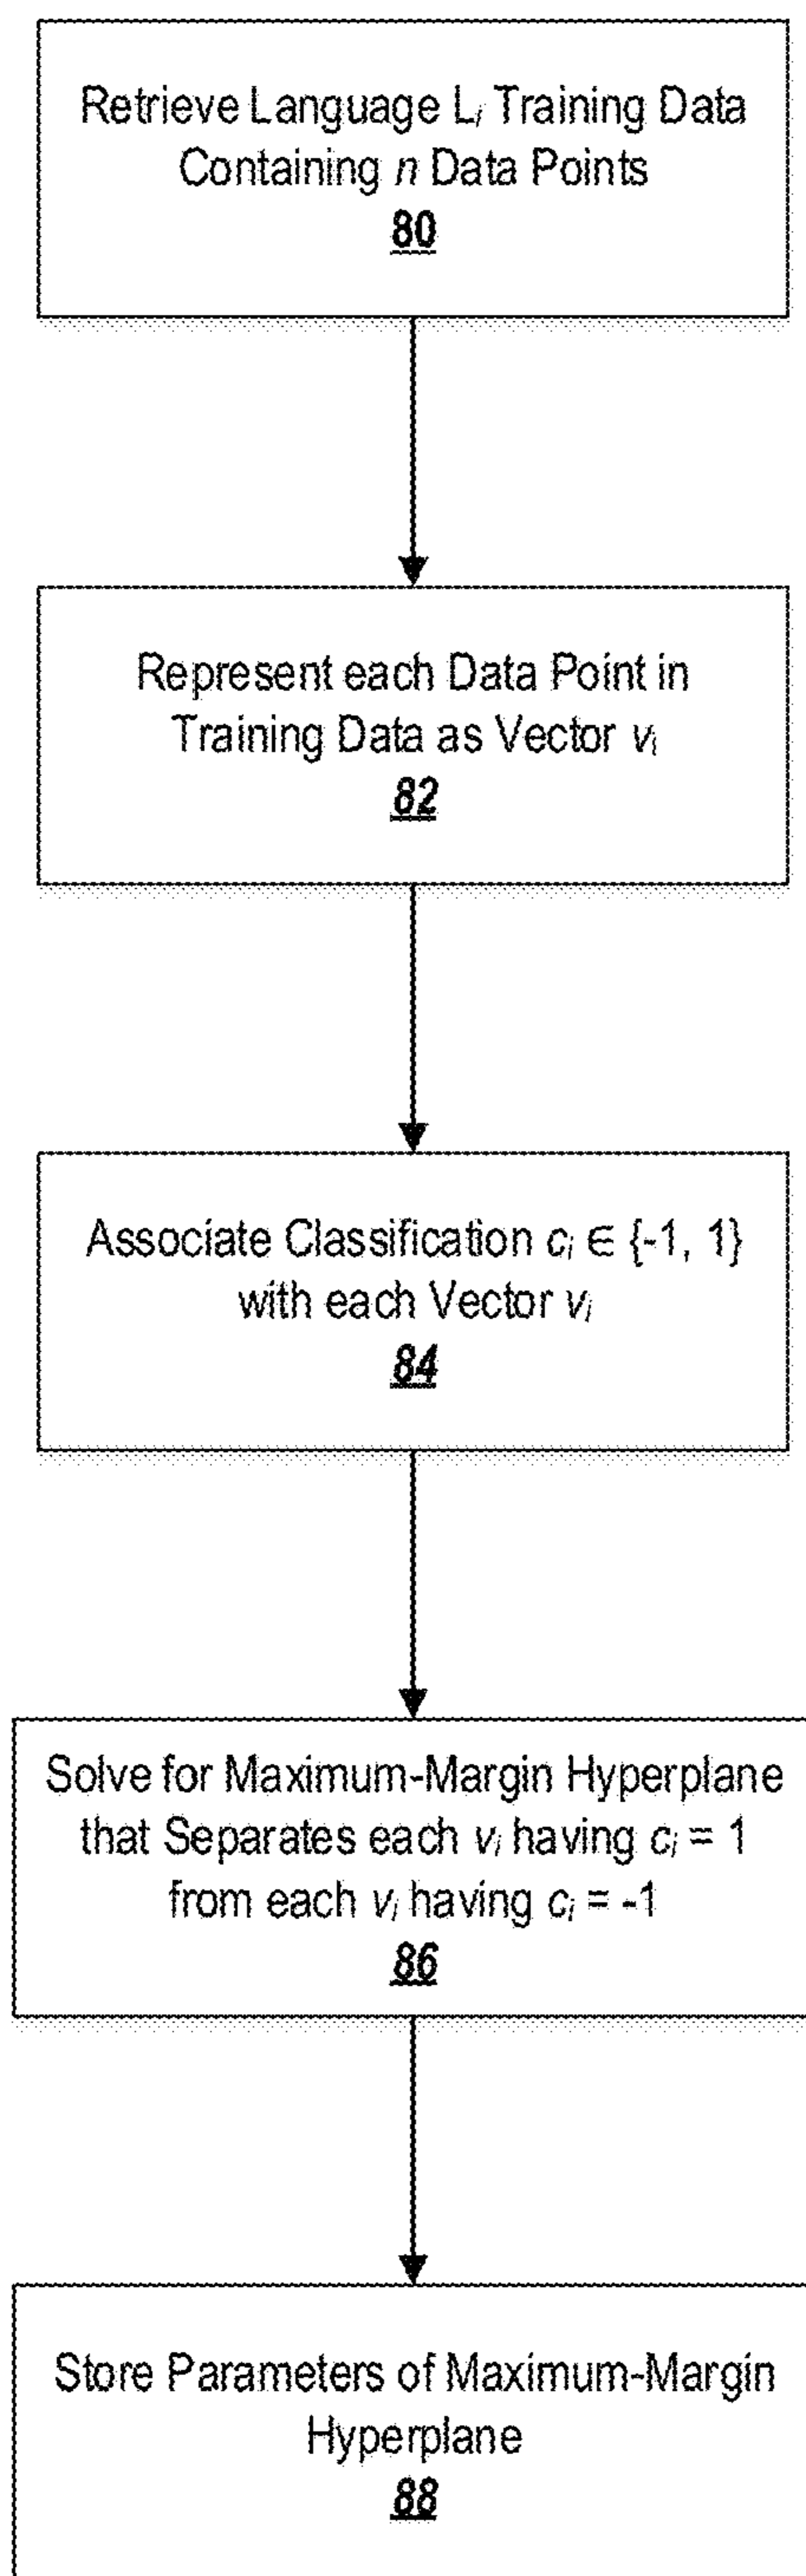 Retrieve Language Lᵢ Training Data
Containing n Data Points
80
Represent each Data Point in
Training Data as Vector vᵢ
82
Associate Classification cᵢ ∈ {-1, 1}
with each Vector vᵢ
84
Solve for Maximum-Margin Hyperplane
that Separates each vᵢ having cᵢ = 1
from each vᵢ having cᵢ = -1
86
Store Parameters of Maximum-Margin
Hyperplane
88